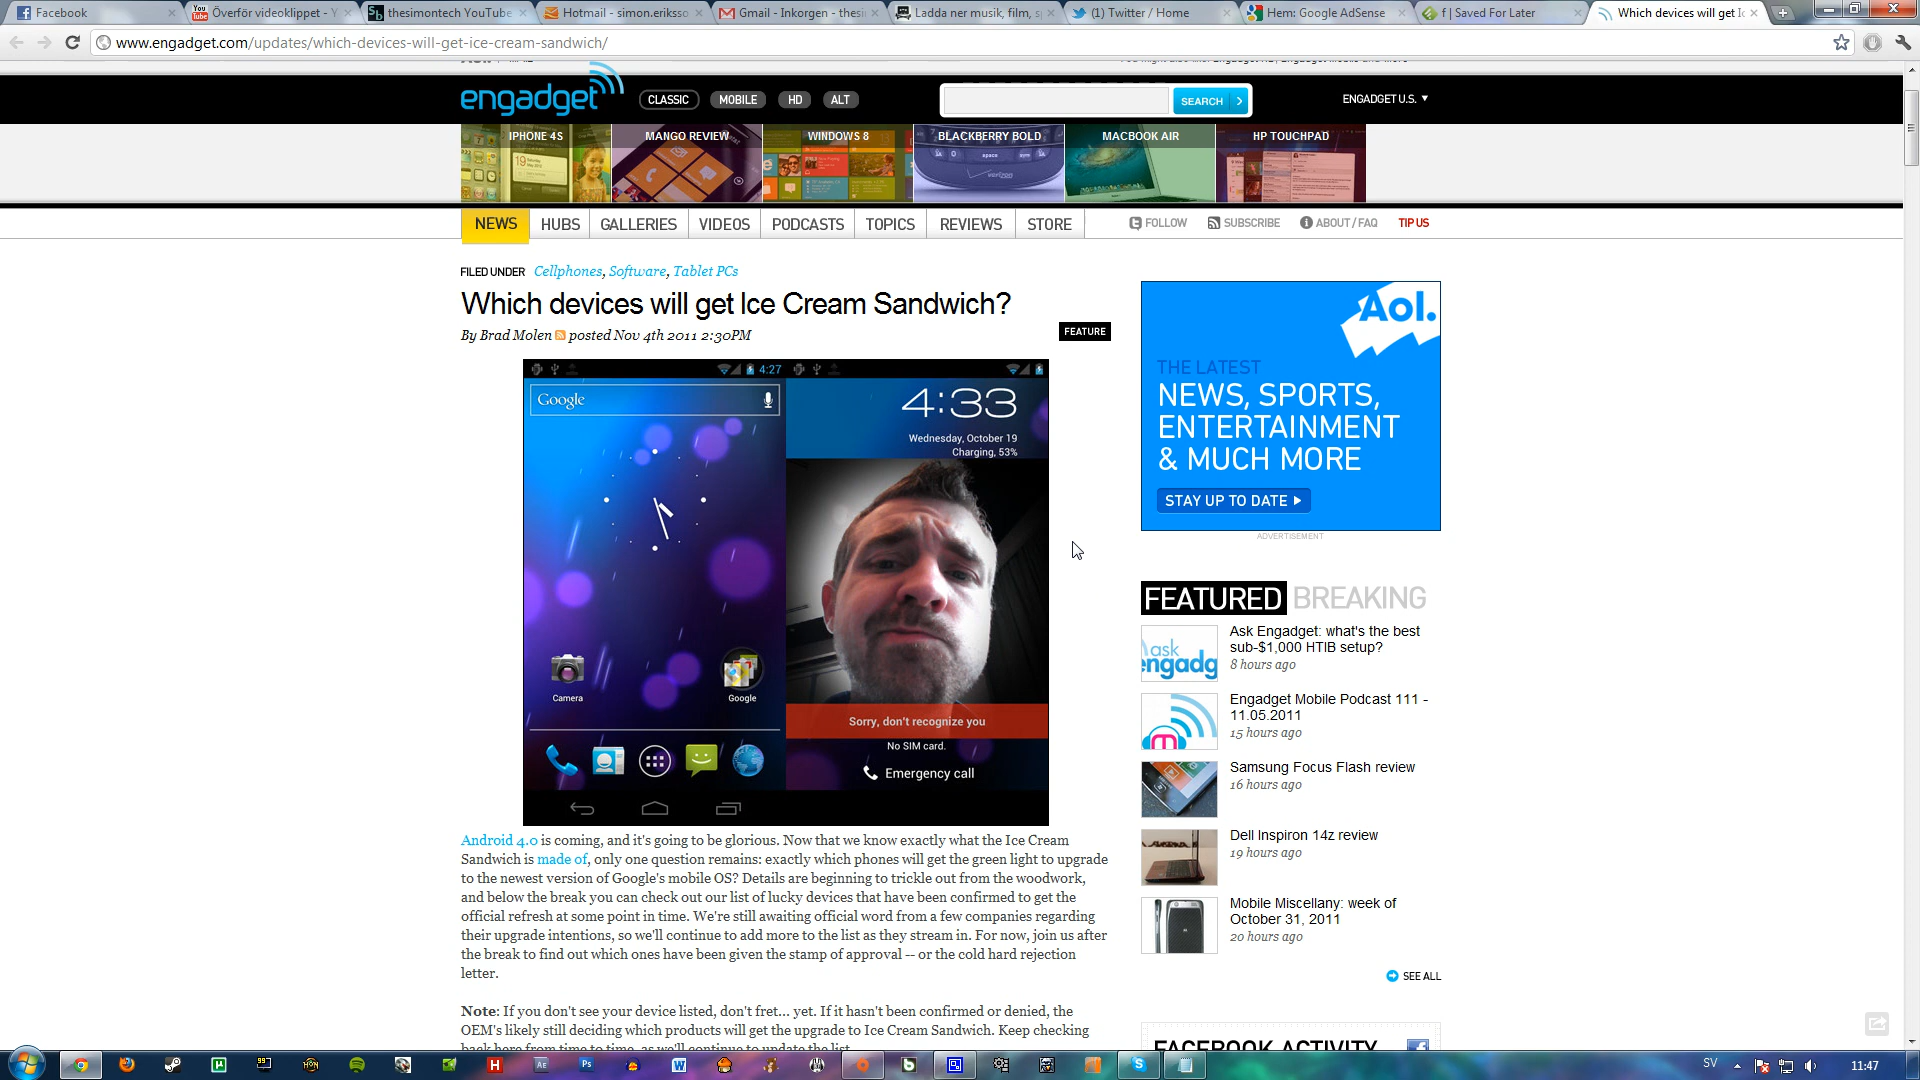 Facebook
Överför videoklippet - Y
thesimontech YouTube
Hotmail - simon.eriksso
Gmail - Inkorgen - thesi
Ladda ner musik, film, s
(1) Twitter / Home
Hem: Google AdSense
f | Saved For Later
Which devices will get Ic
www.engadget.com/updates/which-devices-will-get-ice-cream-sandwich/
engadget
CLASSIC
MOBILE
HD
ALT
SEARCH
ENGADGET U.S.
IPHONE 4S
MANGO REVIEW
WINDOWS 8
BLACKBERRY BOLD
MACBOOK AIR
HP TOUCHPAD
NEWS
HUBS
GALLERIES
VIDEOS
PODCASTS
TOPICS
REVIEWS
STORE
FOLLOW
SUBSCRIBE
ABOUT / FAQ
TIP US
FILED UNDER Cellphones, Software, Tablet PCs
Which devices will get Ice Cream Sandwich?
By Brad Molen posted Nov 4th 2011 2:30PM
FEATURE
4:27
Google
4:33
Wednesday, October 19
Charging, 53%
Camera
Google
Sorry, don't recognize you
No SIM card.
Emergency call
Android 4.0 is coming, and it's going to be glorious. Now that we know exactly what the Ice Cream
Sandwich is made of, only one question remains: exactly which phones will get the green light to upgrade
to the newest version of Google's mobile OS? Details are beginning to trickle out from the woodwork,
and below the break you can check out our list of lucky devices that have been confirmed to get the
official refresh at some point in time. We're still awaiting official word from a few companies regarding
their upgrade intentions, so we'll continue to add more to the list as they stream in. For now, join us after
the break to find out which ones have been given the stamp of approval -- or the cold hard rejection
letter.
Note: If you don't see your device listed, don't fret... yet. If it hasn't been confirmed or denied, the
OEM's likely still deciding which products will get the upgrade to Ice Cream Sandwich. Keep checking
back here from time to time, as we'll continue to update the list.
Aol.
THE LATEST
NEWS, SPORTS,
ENTERTAINMENT
& MUCH MORE
STAY UP TO DATE
ADVERTISEMENT
FEATURED BREAKING
ask
engadg
Ask Engadget: what's the best
sub-$1,000 HTIB setup?
8 hours ago
Engadget Mobile Podcast 111 -
11.05.2011
15 hours ago
Samsung Focus Flash review
16 hours ago
Dell Inspiron 14z review
19 hours ago
Mobile Miscellany: week of
October 31, 2011
20 hours ago
SEE ALL
FACEBOOK ACTIVITY
SV
11:47